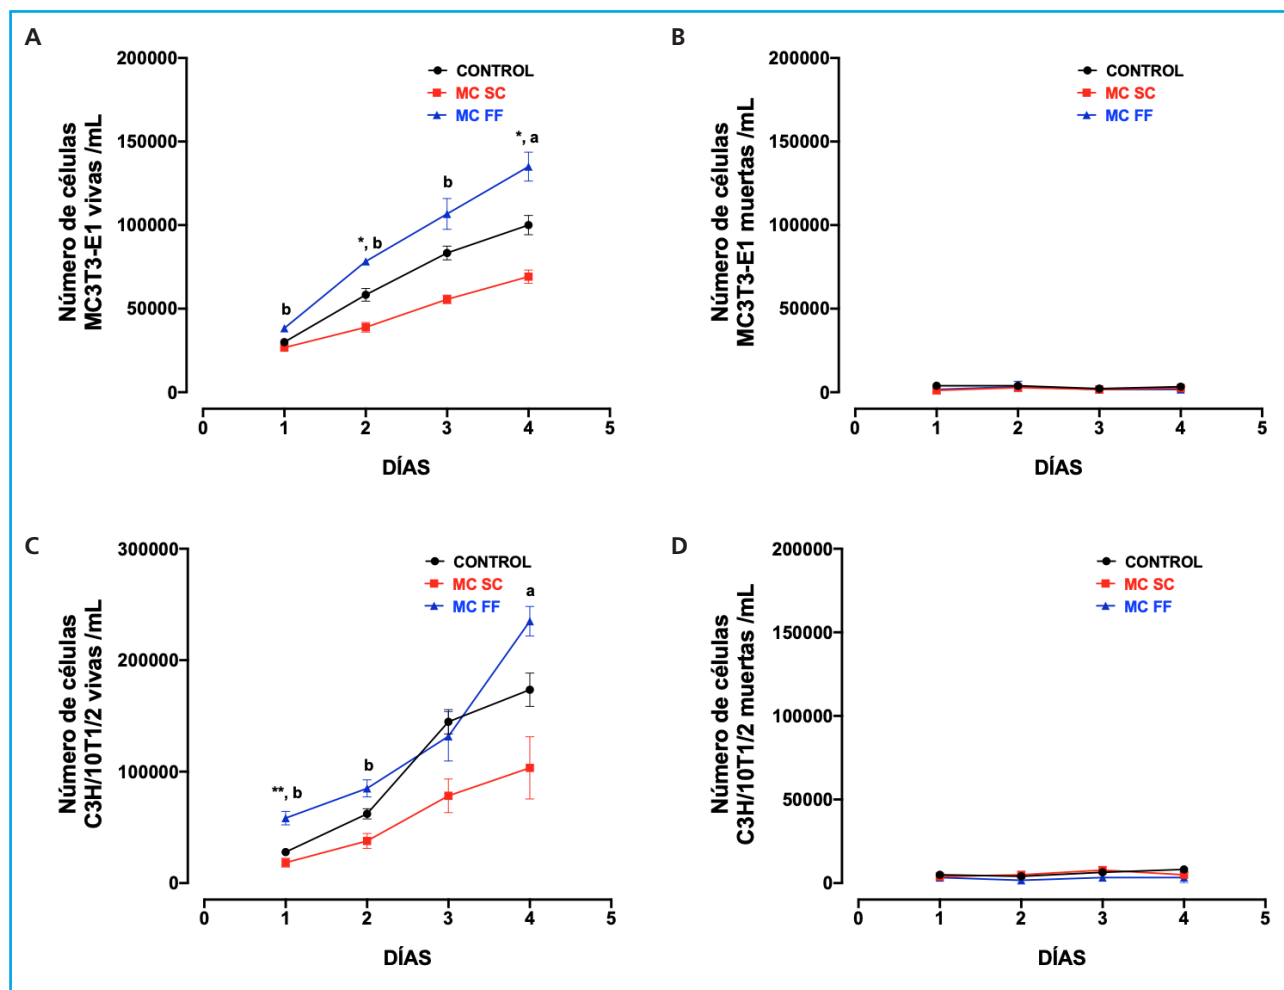 A
Número de células
MC3T3-E1 vivas /mL
200000
150000
100000
50000
0
CONTROL
MC SC
MC FF
b
*, b
b
*, a
0 1 2 3 4 5
DÍAS
B
Número de células
MC3T3-E1 muertas /mL
200000
150000
100000
50000
0
CONTROL
MC SC
MC FF
0 1 2 3 4 5
DÍAS
C
Número de células
C3H/10T1/2 vivas /mL
300000
200000
100000
0
CONTROL
MC SC
MC FF
**, b
b
a
0 1 2 3 4 5
DÍAS
D
Número de células
C3H/10T1/2 muertas /mL
200000
150000
100000
50000
0
CONTROL
MC SC
MC FF
0 1 2 3 4 5
DÍAS